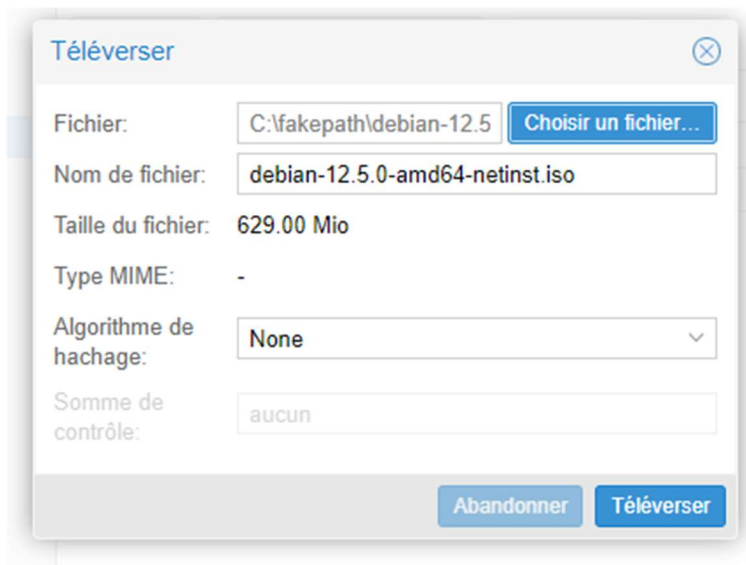 Téléverser
Fichier: C:\fakepath\debian-12.5 Choisir un fichier...
Nom de fichier: debian-12.5.0-amd64-netinst.iso
Taille du fichier: 629.00 Mio
Type MIME: -
Algorithme de
hachage: None
Somme de
contrôle: aucun
Abandonner Téléverser